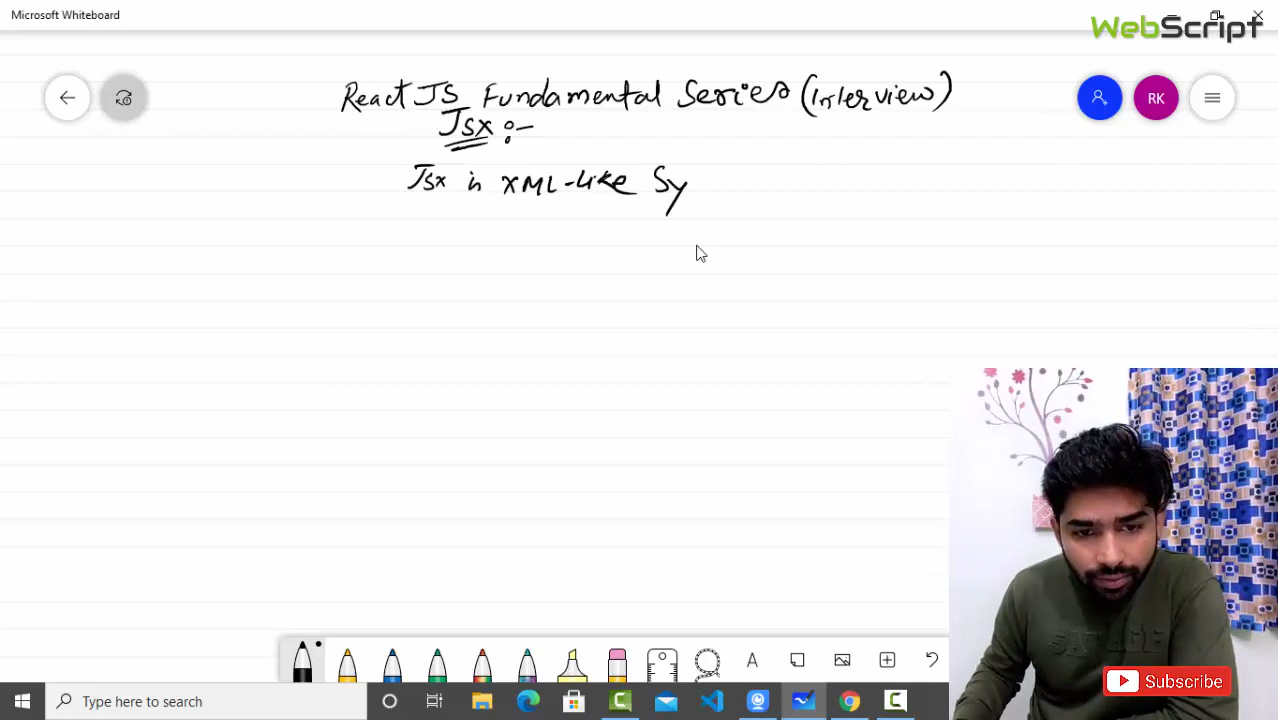 Microsoft Whiteboard
WebScript
React JS Fundamental Series (Interview)
RK
JSX :-
JSX is XML-like Sy
A
Subscribe
Type here to search